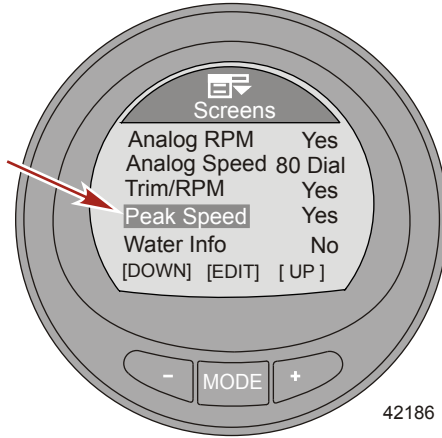 Screens
Analog RPM Yes
Analog Speed 80 Dial
Trim/RPM Yes
Peak Speed Yes
Water Info No
[DOWN] [EDIT] [ UP ]
- MODE +
42186